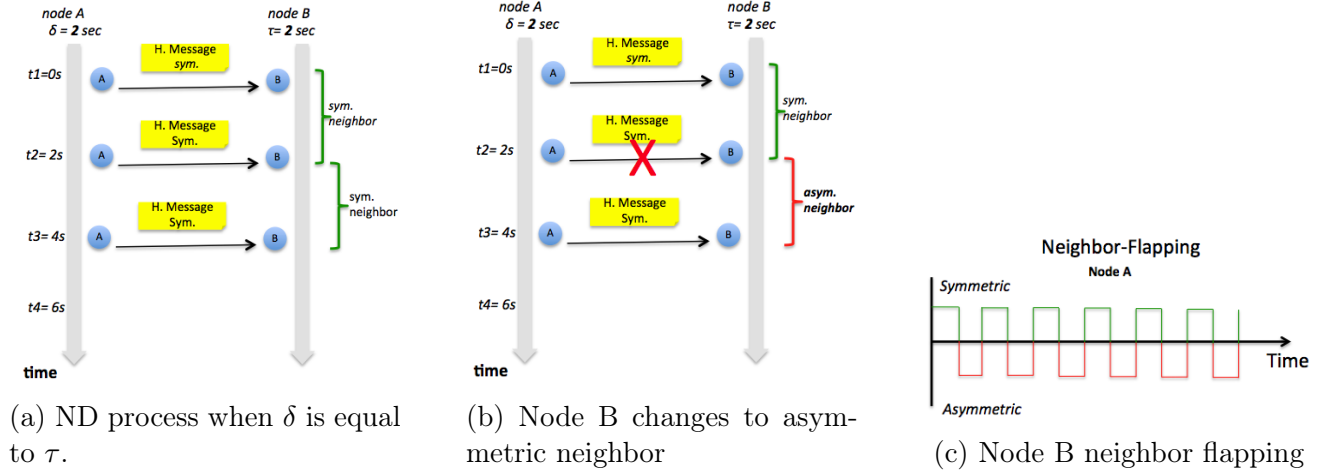 node A
δ = 2 sec
node B
τ= 2 sec
t1=0s
A
H. Message
sym.
B
sym.
neighbor
t2= 2s
A
H. Message
Sym.
B
sym.
neighbor
t3= 4s
A
H. Message
Sym.
B
t4= 6s
time
(a) ND process when δ is equal
to τ.
node A
δ = 2 sec
node B
τ = 2 sec
t1=0s
A
H. Message
sym.
B
sym.
neighbor
t2= 2s
A
H. Message
Sym.
X
B
asym.
neighbor
t3= 4s
A
H. Message
Sym.
B
t4= 6s
time
(b) Node B changes to asym-
metric neighbor
Neighbor-Flapping
Node A
Symmetric
Time
Asymmetric
(c) Node B neighbor flapping